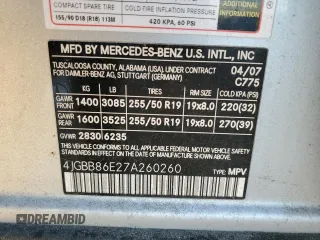 COMPACT SPARE TIRE
COLD TIRE INFLATION PRESSURE
ADDITIONAL
155/90 D18 (R18) 113M
420 KPA, 60 PSI
MFD BY MERCEDES-BENZ U.S. INTL., INC
TUSCALOOSA COUNTY, ALABAMA (USA) UNDER CONTRACT
FOR DAIMLER-BENZ AG, STUTTGART (GERMANY)
04/07
C775
KG LB TIRES RIMS COLD KPA (PSI)
GAWR FRONT 1400 3085 255/50 R19 19x8.0 220(32)
GAWR REAR 1600 3525 255/50 R19 19x8.0 270(39)
GVWR 2830 6235
4JGBB86E27A260260
TYPE: MPV
THIS VEHICLE CONFORMS TO ALL APPLICABLE FEDERAL MOTOR
VEHICLE SAFETY STANDARDS IN EFFECT ON THE DATE OF
MANUFACTURE SHOWN ABOVE.
DREAMBID